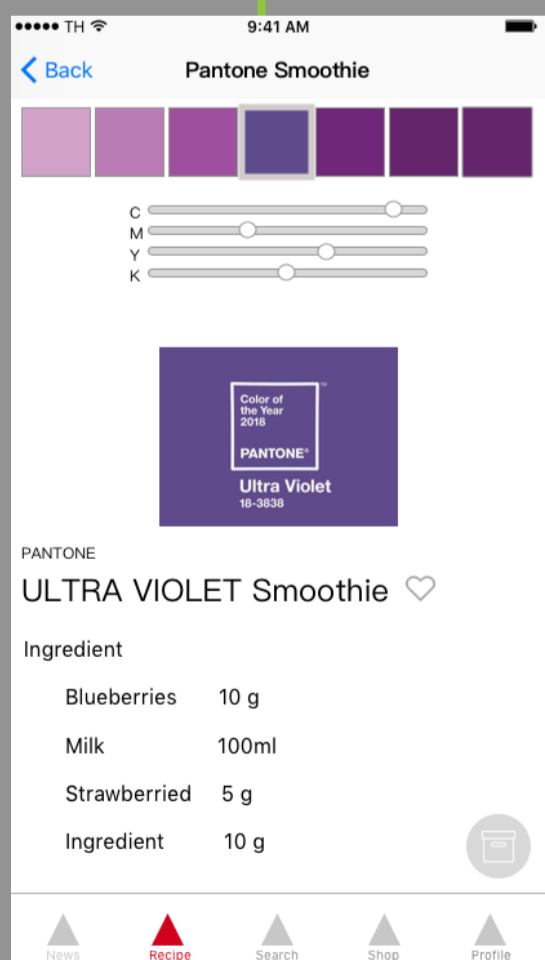 TH 9:41 AM
Back Pantone Smoothie
C
M
Y
K
Color of
the Year
2018
PANTONE®
™
Ultra Violet
18-3838
PANTONE
ULTRA VIOLET Smoothie
Ingredient
Blueberries 10 g
Milk 100ml
Strawberried 5 g
Ingredient 10 g
News Recipe Search Shop Profile